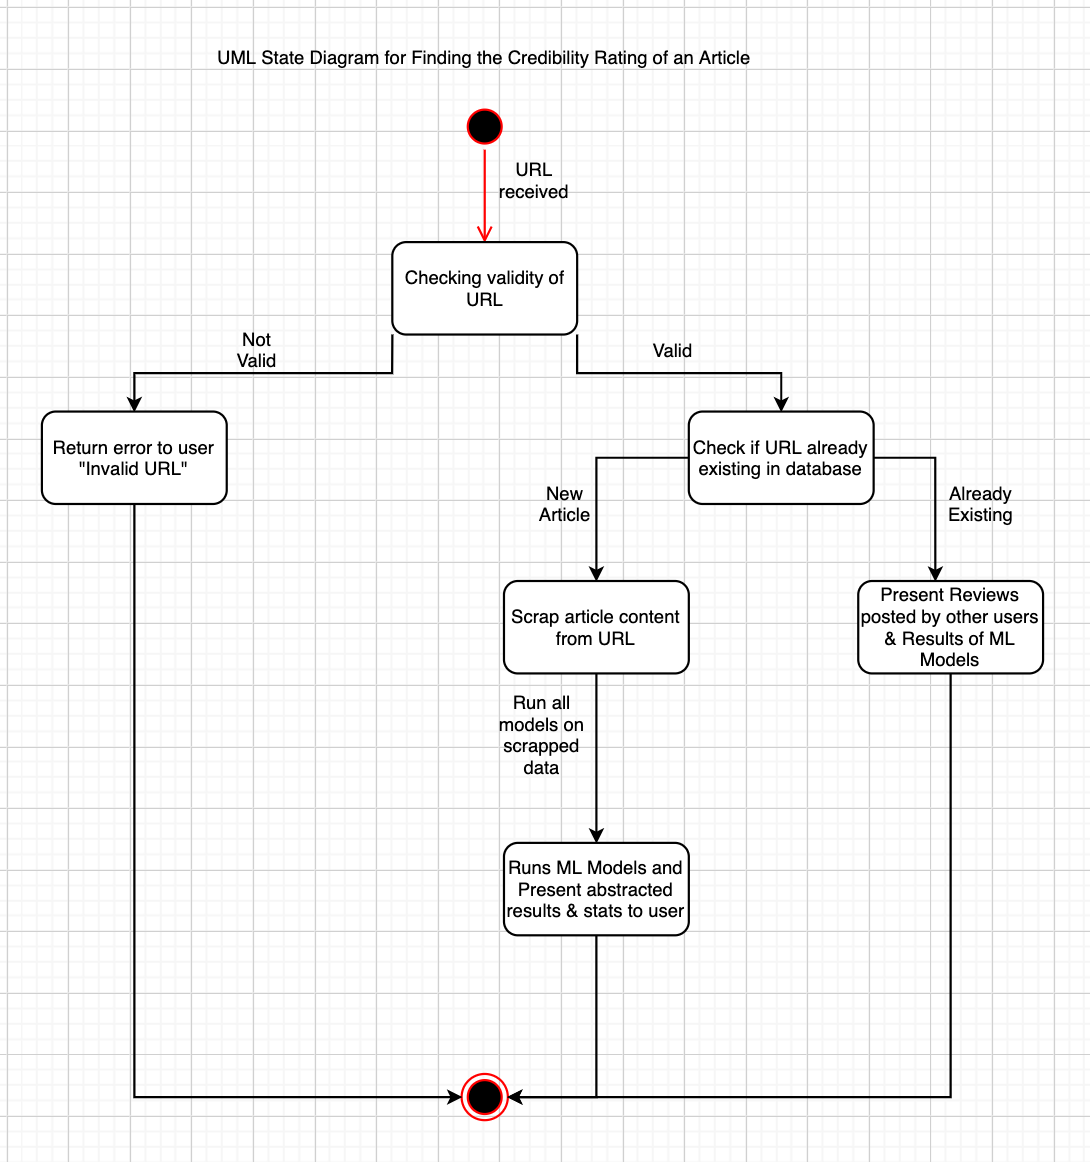 UML State Diagram for Finding the Credibility Rating of an Article
URL
received
Checking validity of
URL
Not
Valid
Valid
Return error to user
"Invalid URL"
Check if URL already
existing in database
New
Article
Already
Existing
Scrap article content
from URL
Present Reviews
posted by other users
& Results of ML
Models
Run all
models on
scrapped
data
Runs ML Models and
Present abstracted
results & stats to user